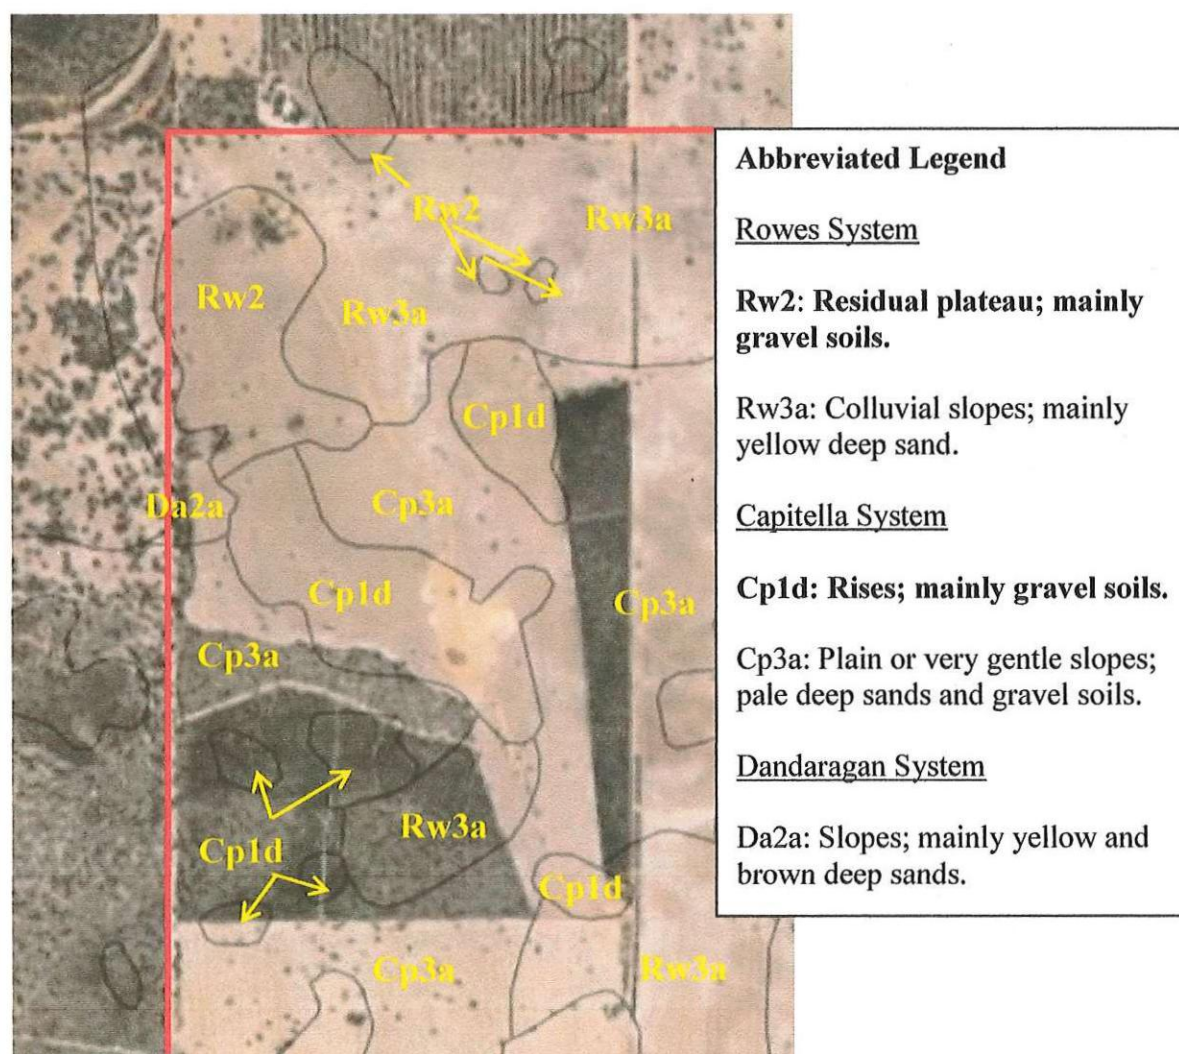 Rw2
Rw3a
Rw2
Rw3a
Cp1d
Da2a
Cp3a
Cp1d
Cp3a
Cp3a
Rw3a
Cp1d
Cp1d
Cp3a
Rw3a
Abbreviated Legend
Rowes System
Rw2: Residual plateau; mainly
gravel soils.
Rw3a: Colluvial slopes; mainly
yellow deep sand.
Capitella System
Cp1d: Rises; mainly gravel soils.
Cp3a: Plain or very gentle slopes;
pale deep sands and gravel soils.
Dandaragan System
Da2a: Slopes; mainly yellow and
brown deep sands.